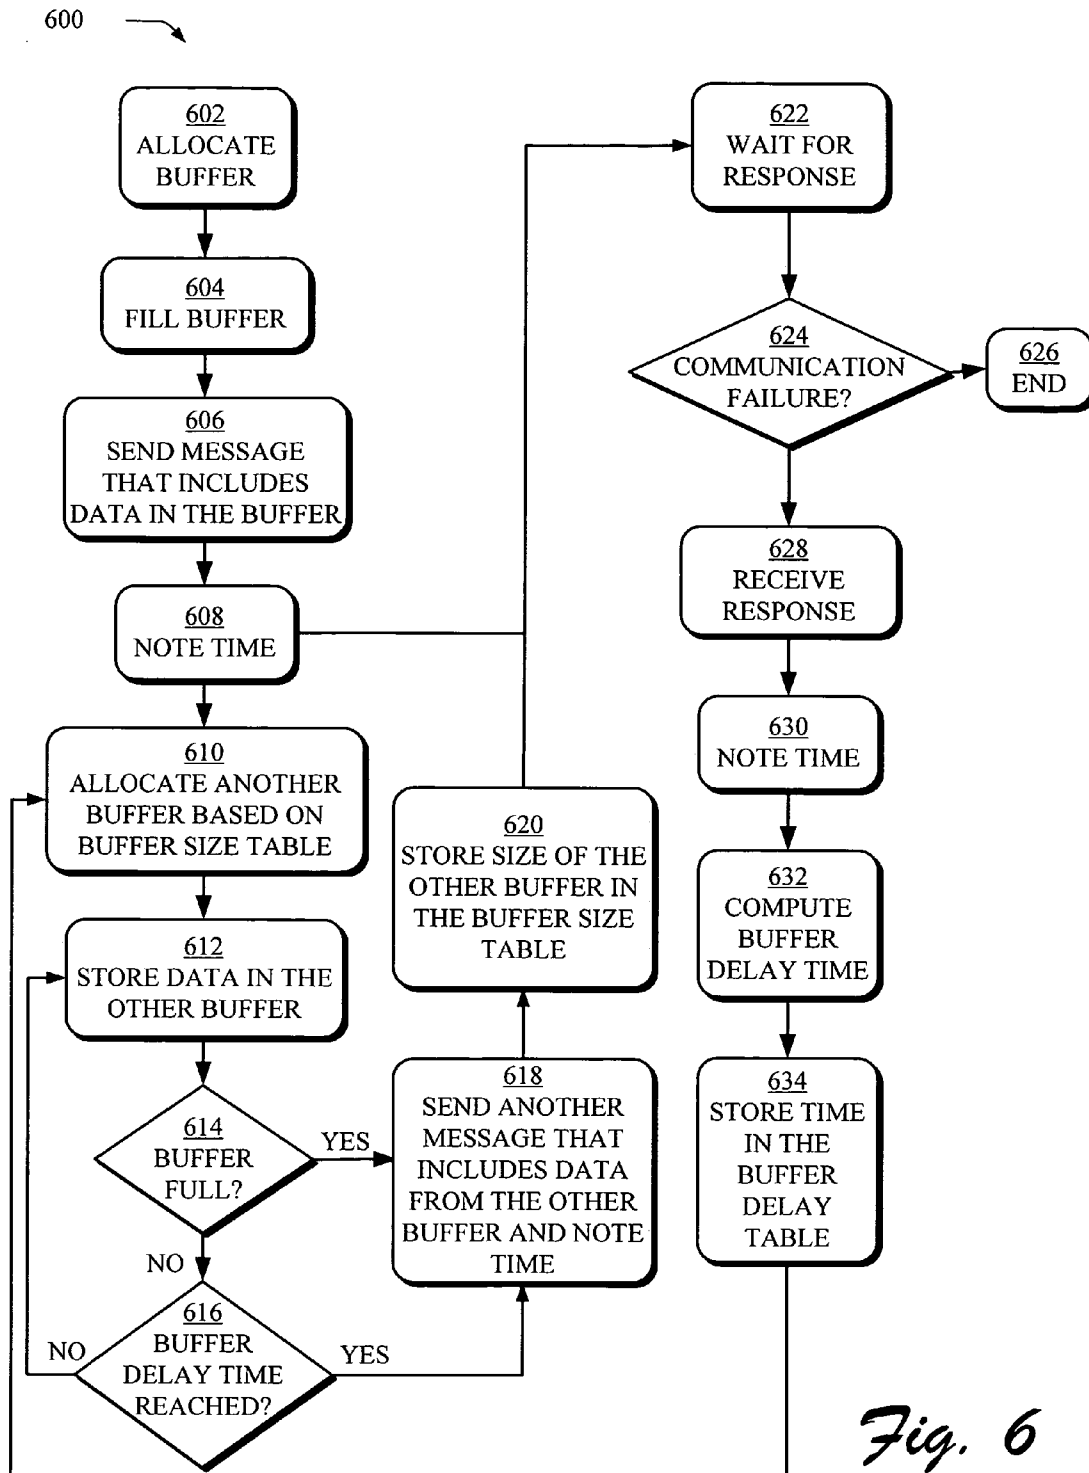 600
602
ALLOCATE
BUFFER
604
FILL BUFFER
606
SEND MESSAGE
THAT INCLUDES
DATA IN THE BUFFER
608
NOTE TIME
610
ALLOCATE ANOTHER
BUFFER BASED ON
BUFFER SIZE TABLE
612
STORE DATA IN THE
OTHER BUFFER
614
BUFFER
FULL?
YES
NO
616
BUFFER
DELAY TIME
REACHED?
NO
YES
618
SEND ANOTHER
MESSAGE THAT
INCLUDES DATA
FROM THE OTHER
BUFFER AND NOTE
TIME
620
STORE SIZE OF THE
OTHER BUFFER IN
THE BUFFER SIZE
TABLE
622
WAIT FOR
RESPONSE
624
COMMUNICATION
FAILURE?
626
END
628
RECEIVE
RESPONSE
630
NOTE TIME
632
COMPUTE
BUFFER
DELAY TIME
634
STORE TIME
IN THE
BUFFER
DELAY
TABLE
Fig. 6